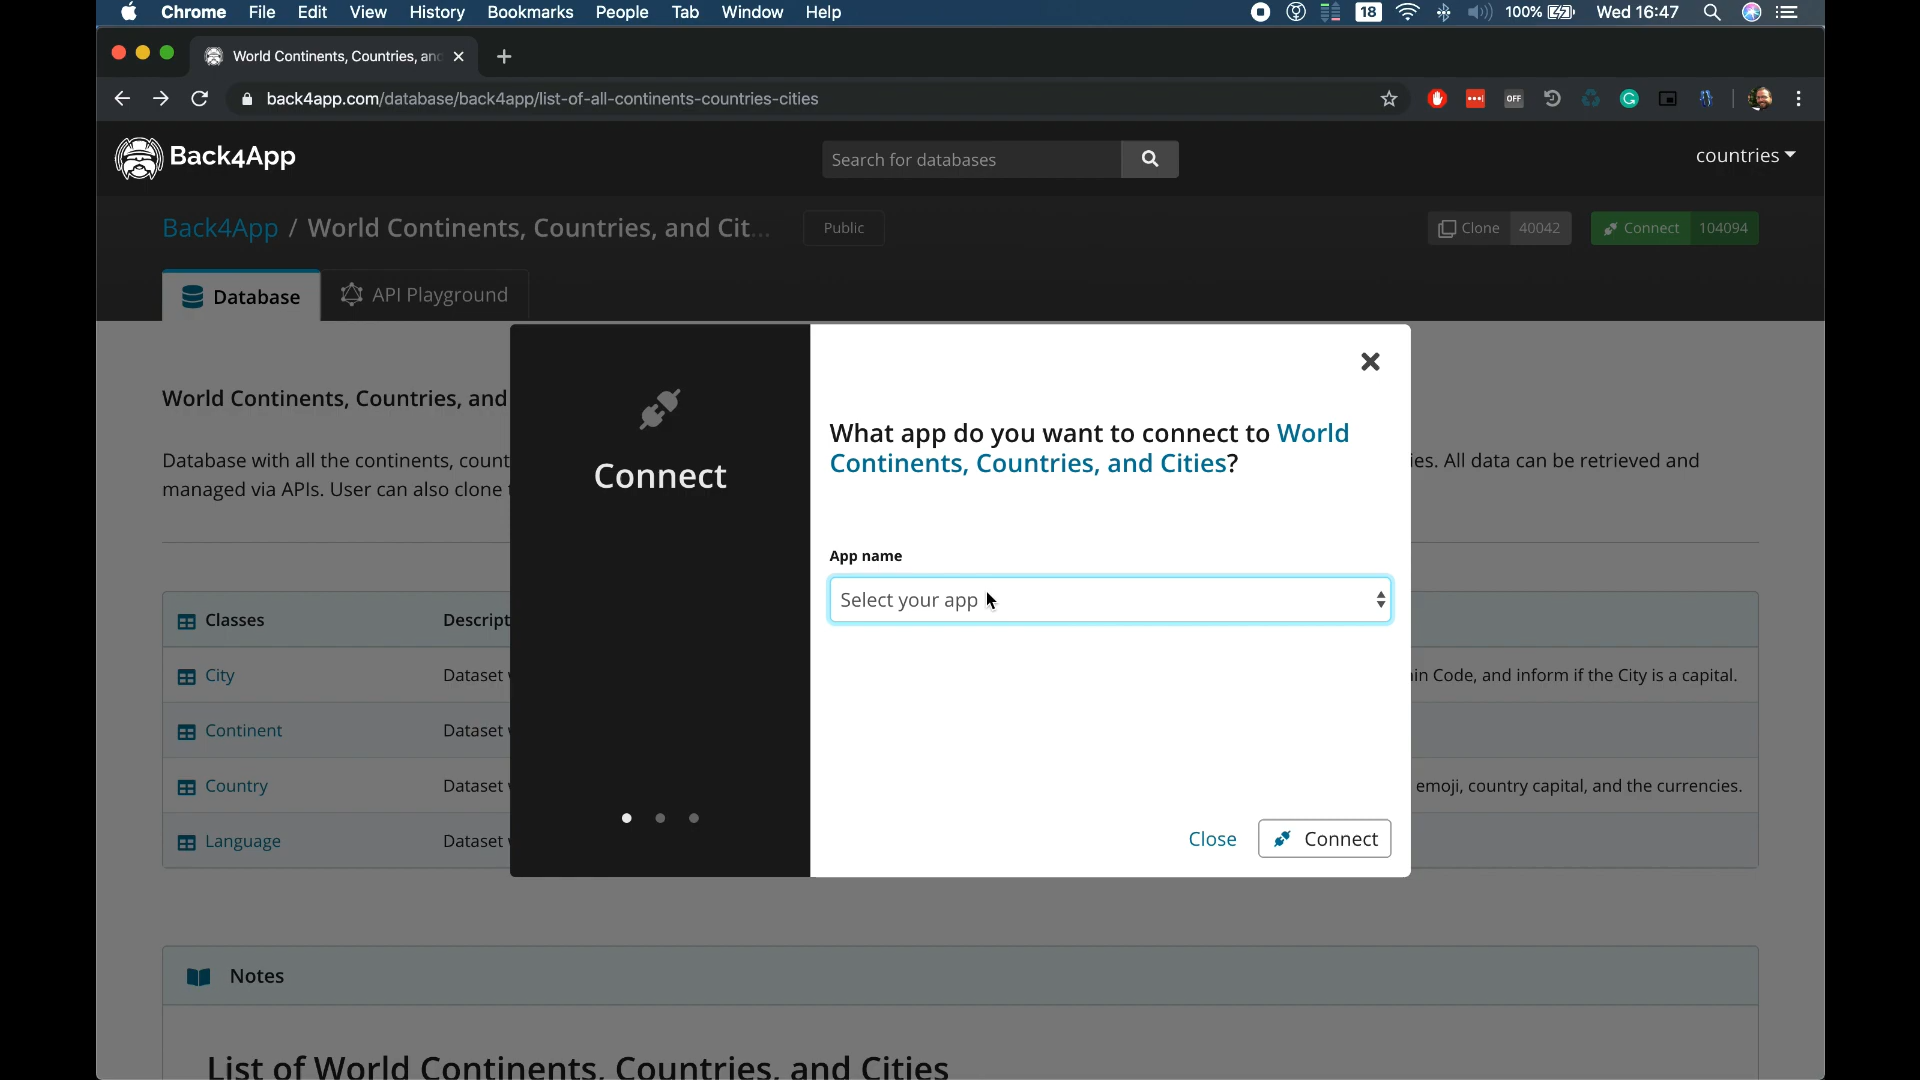 Chrome File Edit View History Bookmarks People Tab Window Help 18 100% Wed 16:47
World Continents, Countries, an
back4app.com/database/back4app/list-of-all-continents-countries-cities OFF
Back4App Search for databases countries
Back4App / World Continents, Countries, and Cit... Public Clone 40042 Connect 104094
Database API Playground
World Continents, Countries, and
What app do you want to connect to World
Continents, Countries, and Cities?
Connect
Database with all the continents, count
ies. All data can be retrieved and
managed via APIs. User can also clone
App name
Select your app
Classes Descript
City Dataset
in Code, and inform if the City is a capital.
Continent Dataset
Country Dataset
emoji, country capital, and the currencies.
Language Dataset
Close Connect
Notes
List of World Continents, Countries, and Cities